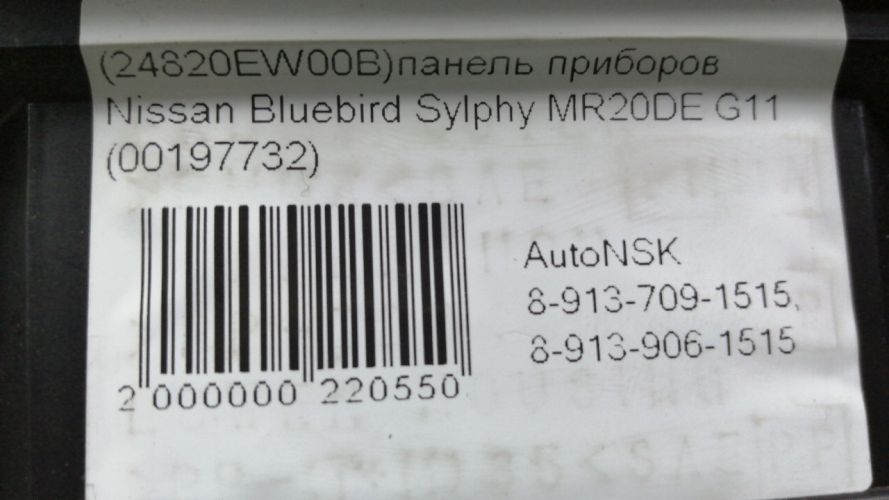 (24820EW00B)панель приборов
Nissan Bluebird Sylphy MR20DE G11
(00197732)
AutoNSK
8-913-709-1515,
8-913-906-1515
2 000000 220550